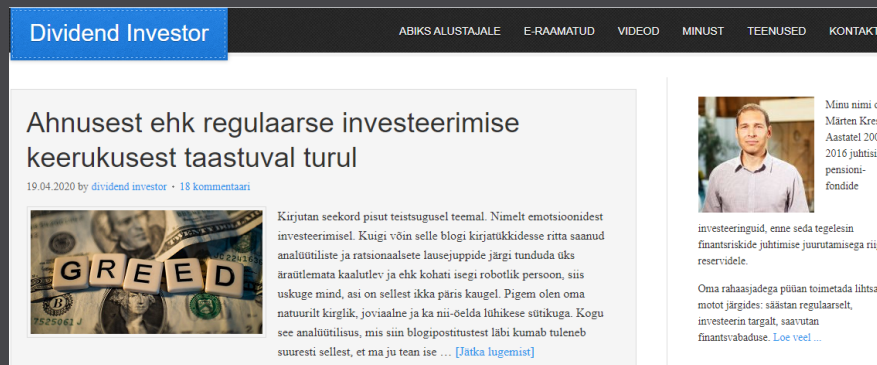 Dividend Investor
ABIKS ALUSTAJALE E-RAAMATUD VIDEOD MINUST TEENUSED KONTAKT
Ahnusest ehk regulaarse investeerimise
keerukusest taastuval turul
19.04.2020 by dividend investor · 18 kommentaari
GREED
75250
Kirjutan seekord pisut teistsugusel teemal. Nimelt emotsioonidest
investeerimisel. Kuigi võin selle blogi kirjatükkidesse ritta saanud
analüütiliste ja ratsionaalsete lausejuppide järgi tunduda üks
äraütlemata kaalutlev ja ehk kohati isegi robotlik persoon, siis
uskuge mind, asi on sellest ikka päris kaugel. Pigem olen oma
natuurilt kirglik, joviaalne ja ka nii-öelda lühikese sütikuga. Kogu
see analüütilisus, mis siin blogipostitustest läbi kumab tuleneb
suuresti sellest, et ma ju tean ise … [Jätka lugemist]
Minu nimi
Märten
Aastatel
2016 juhtisi
pensioni-
fondide
investeeringuid, enne seda tegelesin
finantsriskide juhtimise juurutamisega
reservidele.
Oma rahaasjadega püüan toimetada
motot järgides: säästan regulaarselt,
investeerin targalt, saavutan
finantsvabaduse. Loe veel ...